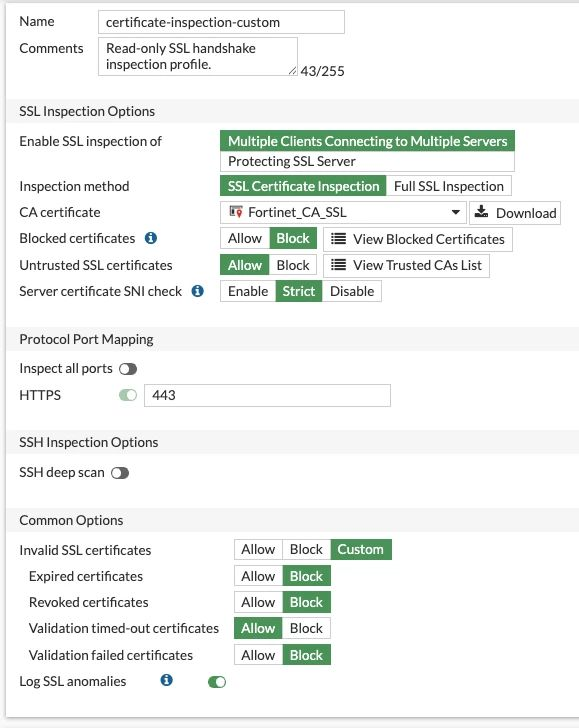 Name certificate-inspection-custom
Comments Read-only SSL handshake
inspection profile.
43/255
SSL Inspection Options
Enable SSL inspection of Multiple Clients Connecting to Multiple Servers
Protecting SSL Server
Inspection method SSL Certificate Inspection Full SSL Inspection
CA certificate Fortinet_CA_SSL Download
Blocked certificates Allow Block View Blocked Certificates
Untrusted SSL certificates Allow Block View Trusted CAs List
Server certificate SNI check Enable Strict Disable
Protocol Port Mapping
Inspect all ports
HTTPS 443
SSH Inspection Options
SSH deep scan
Common Options
Invalid SSL certificates Allow Block Custom
Expired certificates Allow Block
Revoked certificates Allow Block
Validation timed-out certificates Allow Block
Validation failed certificates Allow Block
Log SSL anomalies